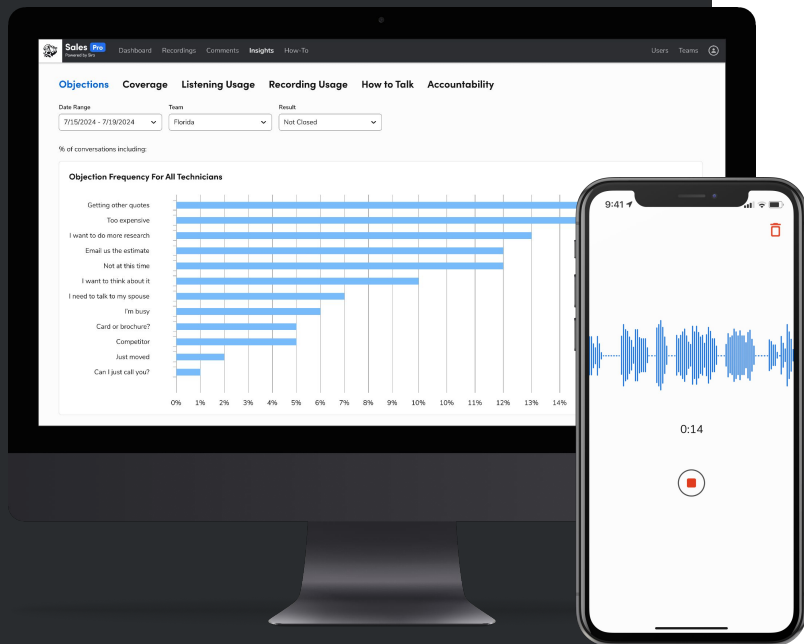 Sales Pro
Powered by Siro
Dashboard Recordings Comments Insights How-To Users Teams
Objections Coverage Listening Usage Recording Usage How to Talk Accountability
Date Range Team Result
7/15/2024 - 7/19/2024 Florida Not Closed
% of conversations including:
Objection Frequency For All Technicians
Getting other quotes
Too expensive
I want to do more research
Email us the estimate
Not at this time
I want to think about it
I need to talk to my spouse
I'm busy
Card or brochure?
Competitor
Just moved
Can I just call you?
0% 1% 2% 3% 4% 5% 6% 7% 8% 9% 10% 10% 11% 12% 13% 14%
9:41
0:14